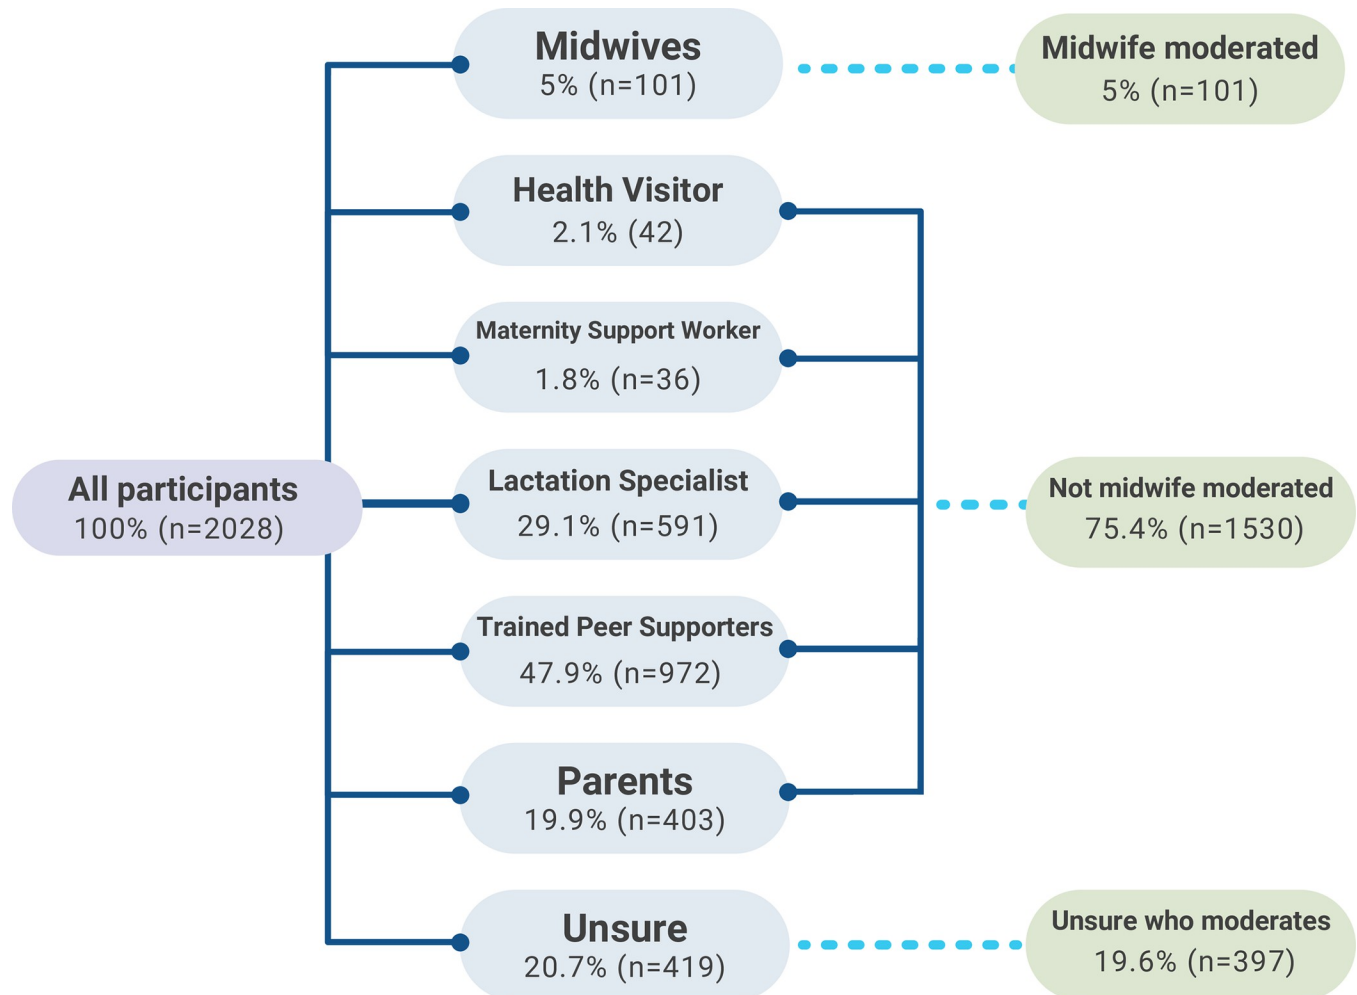 Midwives
5% (n=101)
Midwife moderated
5% (n=101)
Health Visitor
2.1% (42)
Maternity Support Worker
1.8% (n=36)
All participants
100% (n=2028)
Lactation Specialist
29.1% (n=591)
Not midwife moderated
75.4% (n=1530)
Trained Peer Supporters
47.9% (n=972)
Parents
19.9% (n=403)
Unsure
20.7% (n=419)
Unsure who moderates
19.6% (n=397)